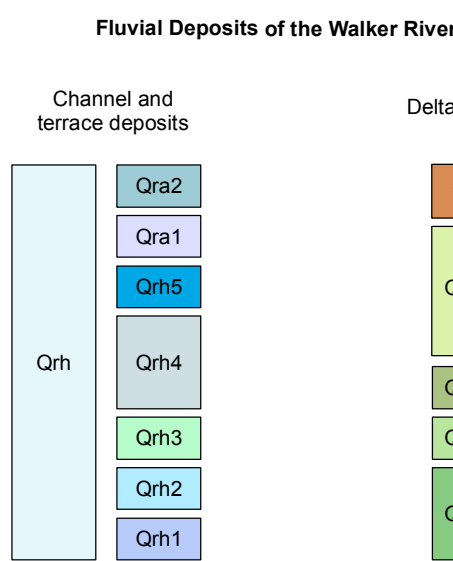 Fluvial Deposits of the Walker River
Channel and
terrace deposits
Delta
Qra2
Qra1
Qrh5
Qrh
Qrh4
Qrh3
Qrh2
Qrh1